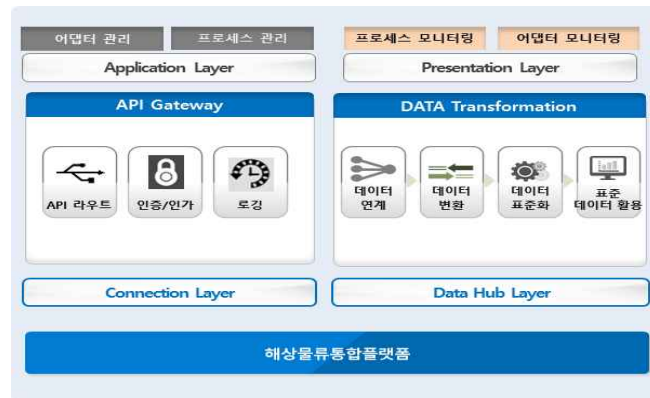 어댑터 관리
프로세스 관리
프로세스 모니터링
어댑터 모니터링
Application Layer
Presentation Layer
API Gateway
DATA Transformation
API 라우트
인증/인가
로깅
데이터
연계
데이터
변환
데이터
표준화
표준
데이터 활용
Connection Layer
Data Hub Layer
해상물류통합플랫폼